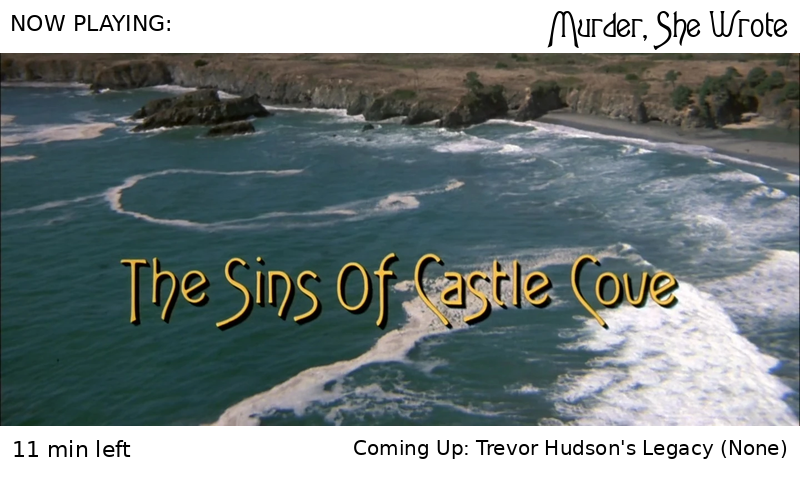 NOW PLAYING:
Murder, She Wrote
The Sins Of Castle Cove
11 min left
Coming Up: Trevor Hudson's Legacy (None)